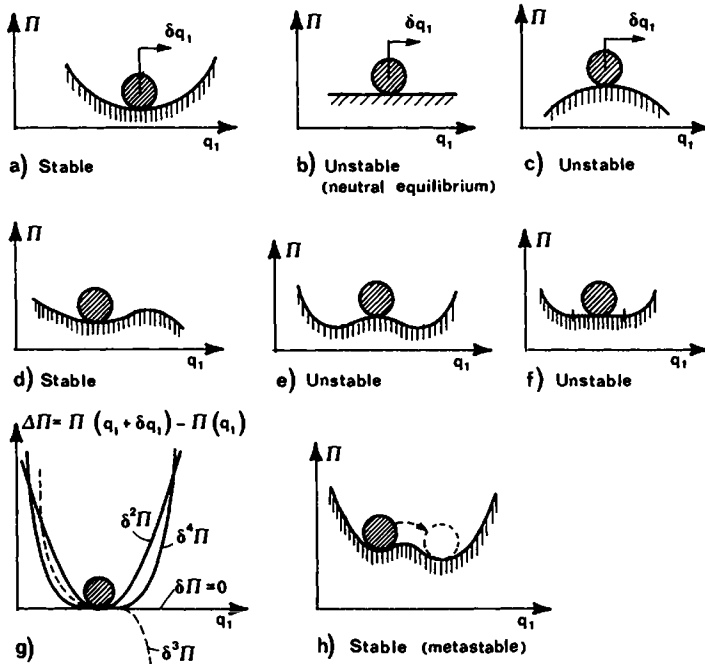 Π
δq₁
q₁
a) Stable
Π
δq₁
q₁
b) Unstable
(neutral equilibrium)
Π
δq₁
q₁
c) Unstable
Π
q₁
d) Stable
Π
q₁
e) Unstable
Π
q₁
f) Unstable
ΔΠ = Π (q₁ + δq₁) − Π (q₁)
δ²Π
δ⁴Π
δΠ = 0
q₁
g)
δ³Π
Π
q₁
h) Stable (metastable)